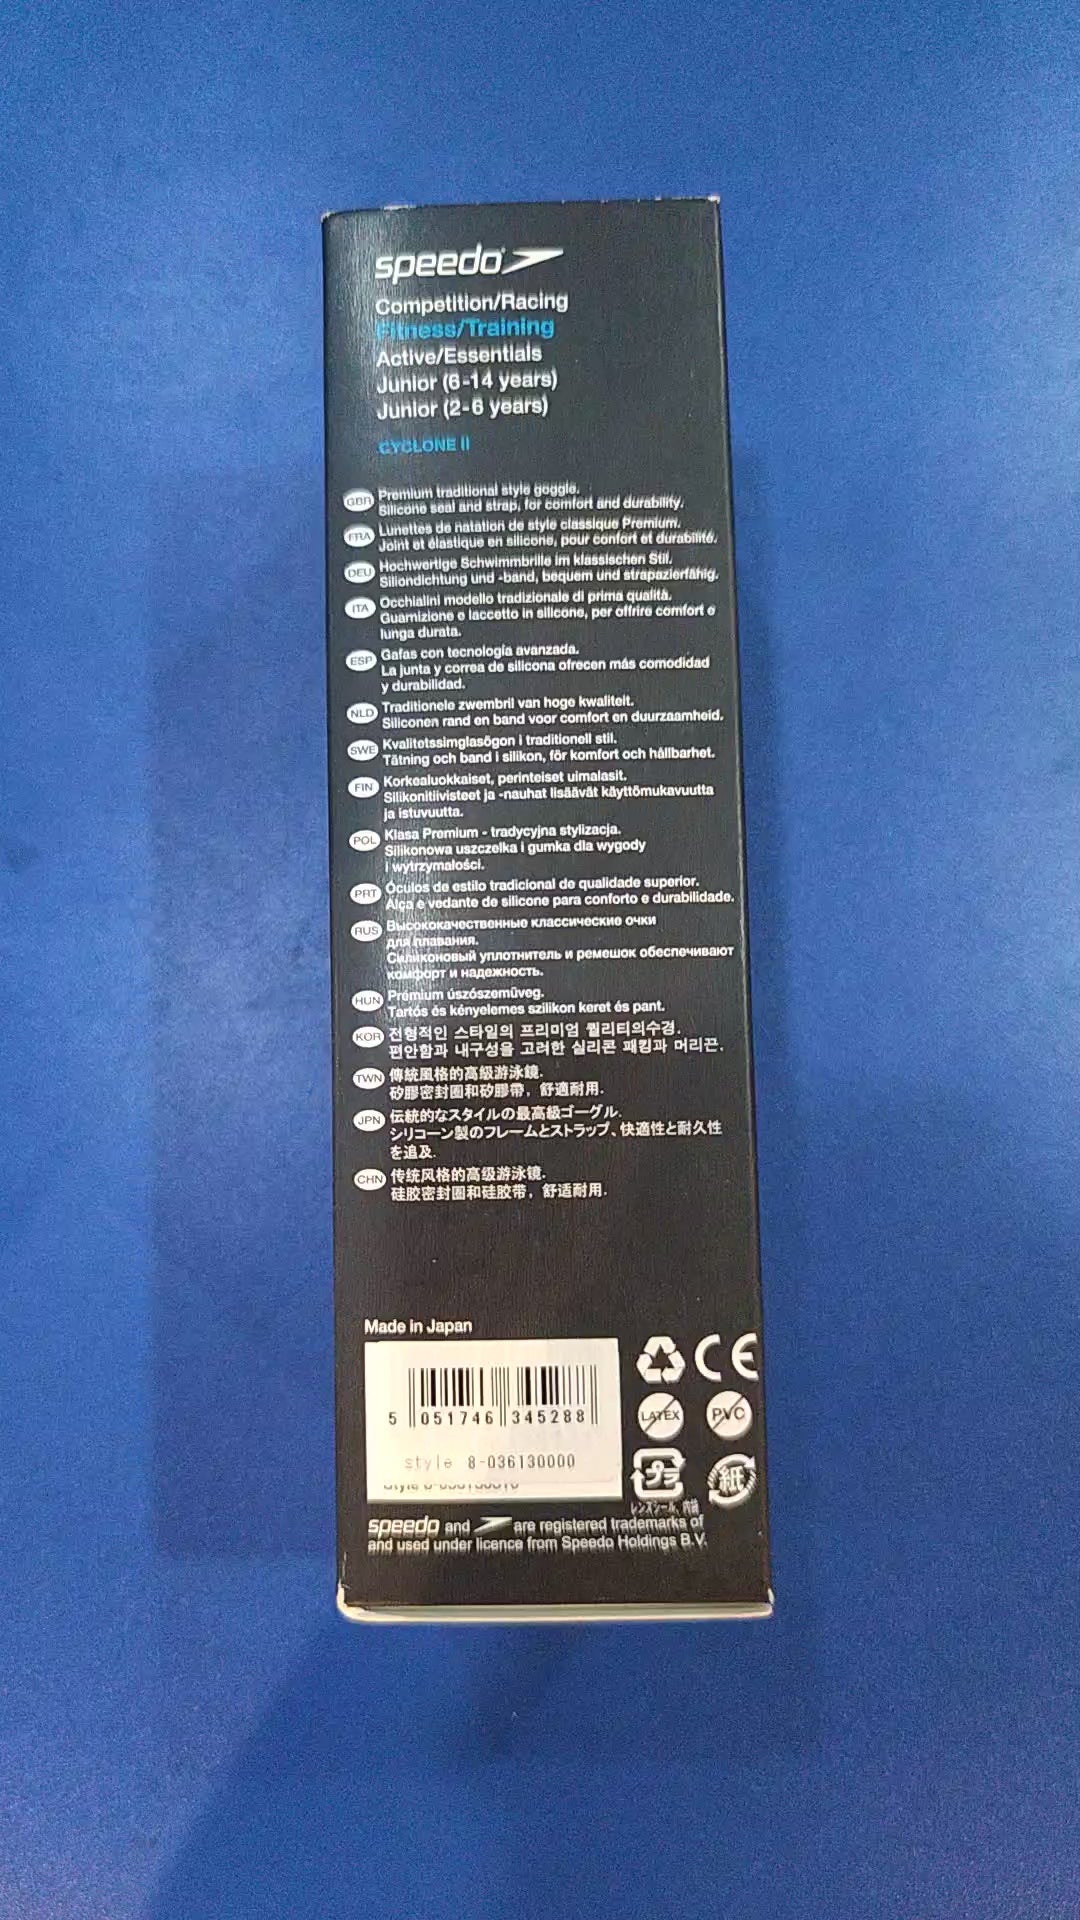 speedo
Competition/Racing
Fitness/Training
Active/Essentials
Junior (6-14 years)
Junior (2-6 years)
CYCLONE II
GBR Premium traditional style goggle.
Silicone seal and strap, for comfort and durability.
FRA Lunettes de natation de style classique Premium.
Joint et élastique en silicone, pour confort et durabilité.
DEU Hochwertige Schwimmbrille im klassischen Stil.
Siliondichtung und -band, bequem und strapazierfähig.
ITA Occhialini modello tradizionale di prima qualità.
Guarnizione e laccetto in silicone, per offrire comfort e
lunga durata.
ESP Gafas con tecnología avanzada.
La junta y correa de silicona ofrecen más comodidad
y durabilidad.
NLD Traditionele zwembril van hoge kwaliteit.
Siliconen rand en band voor comfort en duurzaamheid.
SWE Kvalitetssimglasögon i traditionell stil.
Tätning och band i silikon, för komfort och hållbarhet.
FIN Korkealuokkaiset, perinteiset uimalasit.
Silikonitiivisteet ja -nauhat lisäävät käyttömukavuutta
ja istuvuutta.
POL Klasa Premium - tradycyjna stylizacja.
Silikonowa uszczelka i gumka dla wygody
i wytrzymałości.
PRT Óculos de estilo tradicional de qualidade superior.
Alça e vedante de silicone para conforto e durabilidade.
RUS Высококачественные классические очки
для плавания.
Силиконовый уплотнитель и ремешок обеспечивают
комфорт и надежность.
HUN Prémium úszószemüveg.
Tartós és kényelemes szilikon keret és pant.
KOR 전형적인 스타일의 프리미엄 퀄리티의수경.
편안함과 내구성을 고려한 실리콘 패킹과 머리끈.
TWN 傳統風格的高級游泳鏡.
矽膠密封圈和矽膠帶，舒適耐用.
JPN 伝統的なスタイルの最高級ゴーグル.
シリコーン製のフレームとストラップ、快適性と耐久性
を追及.
CHN 传统风格的高级游泳镜.
硅胶密封圈和硅胶带，舒适耐用.
Made in Japan
CE
LATEX PVC
5 051746 345288
style 8-036130000
プラ 紙
レンズシール、内袋
speedo and are registered trademarks of
and used under licence from Speedo Holdings B.V.